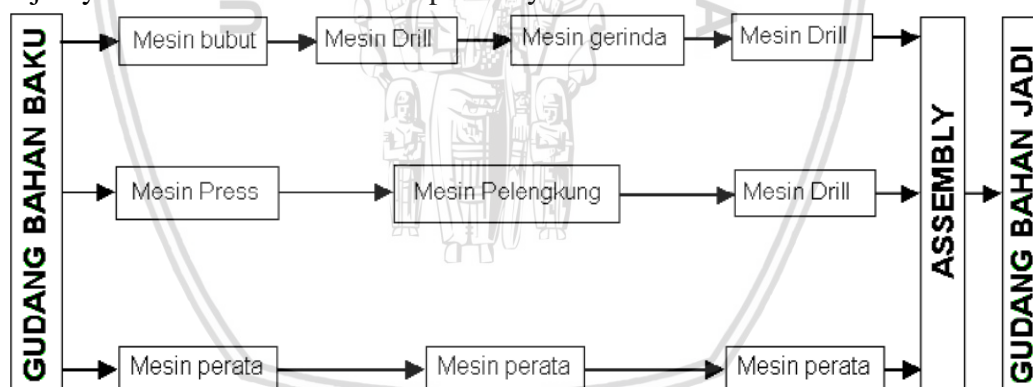 GUDANG BAHAN BAKU
Mesin bubut
Mesin Drill
Mesin gerinda
Mesin Drill
Mesin Press
Mesin Pelengkung
Mesin Drill
Mesin perata
Mesin perata
Mesin perata
ASSEMBLY
GUDANG BAHAN JADI